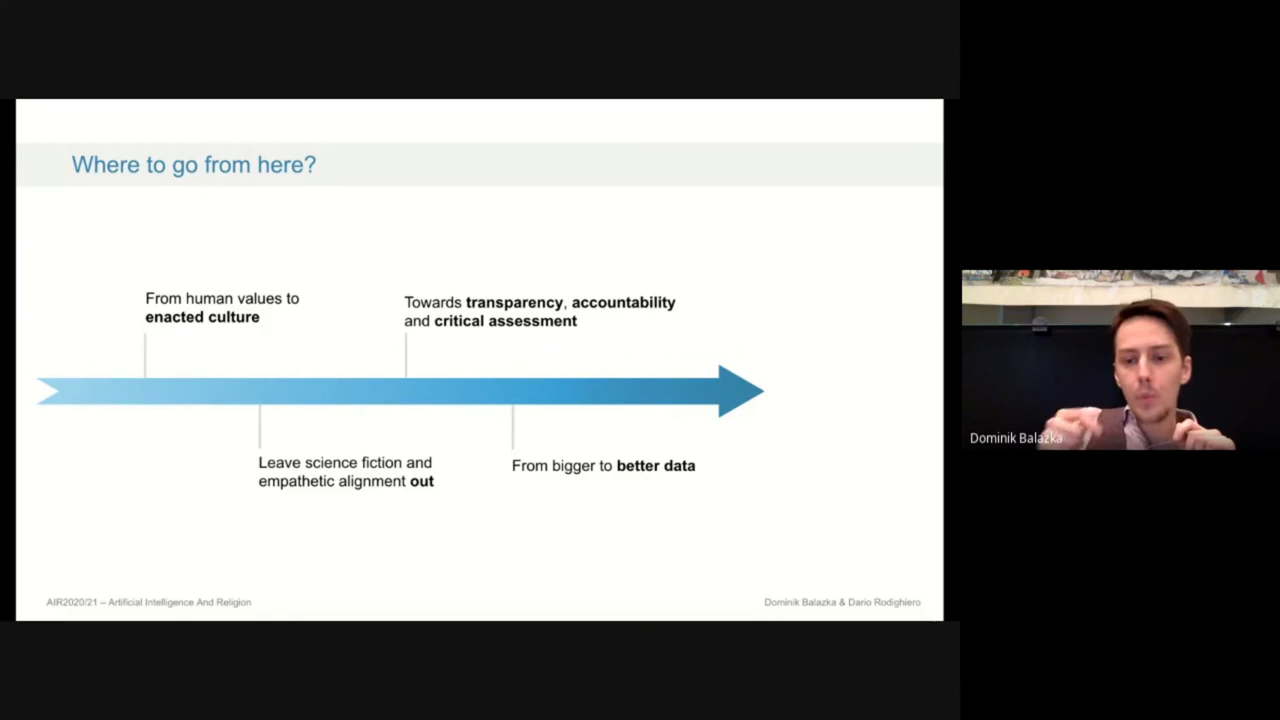 Where to go from here?
From human values to
enacted culture
Towards transparency, accountability
and critical assessment
Leave science fiction and
empathetic alignment out
From bigger to better data
AIR2020/21 – Artificial Intelligence And Religion
Dominik Balazka & Dario Rodighiero
Dominik Balazka